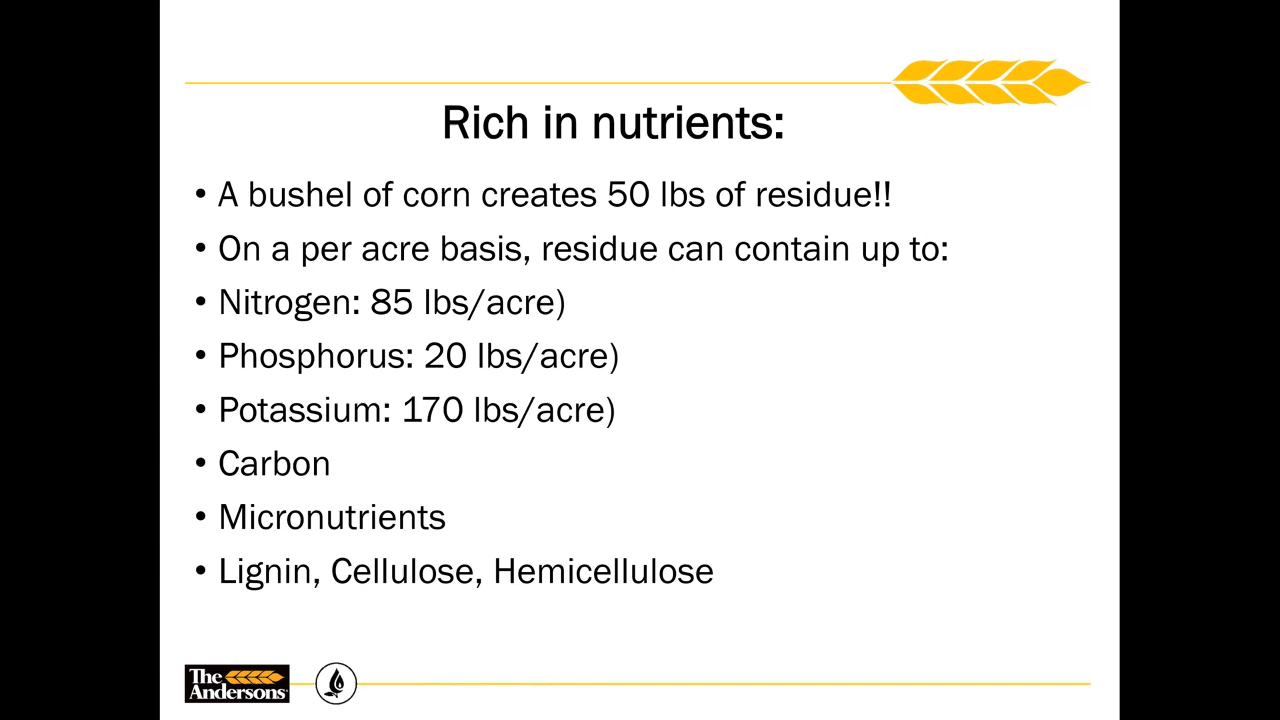 Rich in nutrients:
• A bushel of corn creates 50 lbs of residue!!
• On a per acre basis, residue can contain up to:
• Nitrogen: 85 lbs/acre)
• Phosphorus: 20 lbs/acre)
• Potassium: 170 lbs/acre)
• Carbon
• Micronutrients
• Lignin, Cellulose, Hemicellulose
The
Andersons